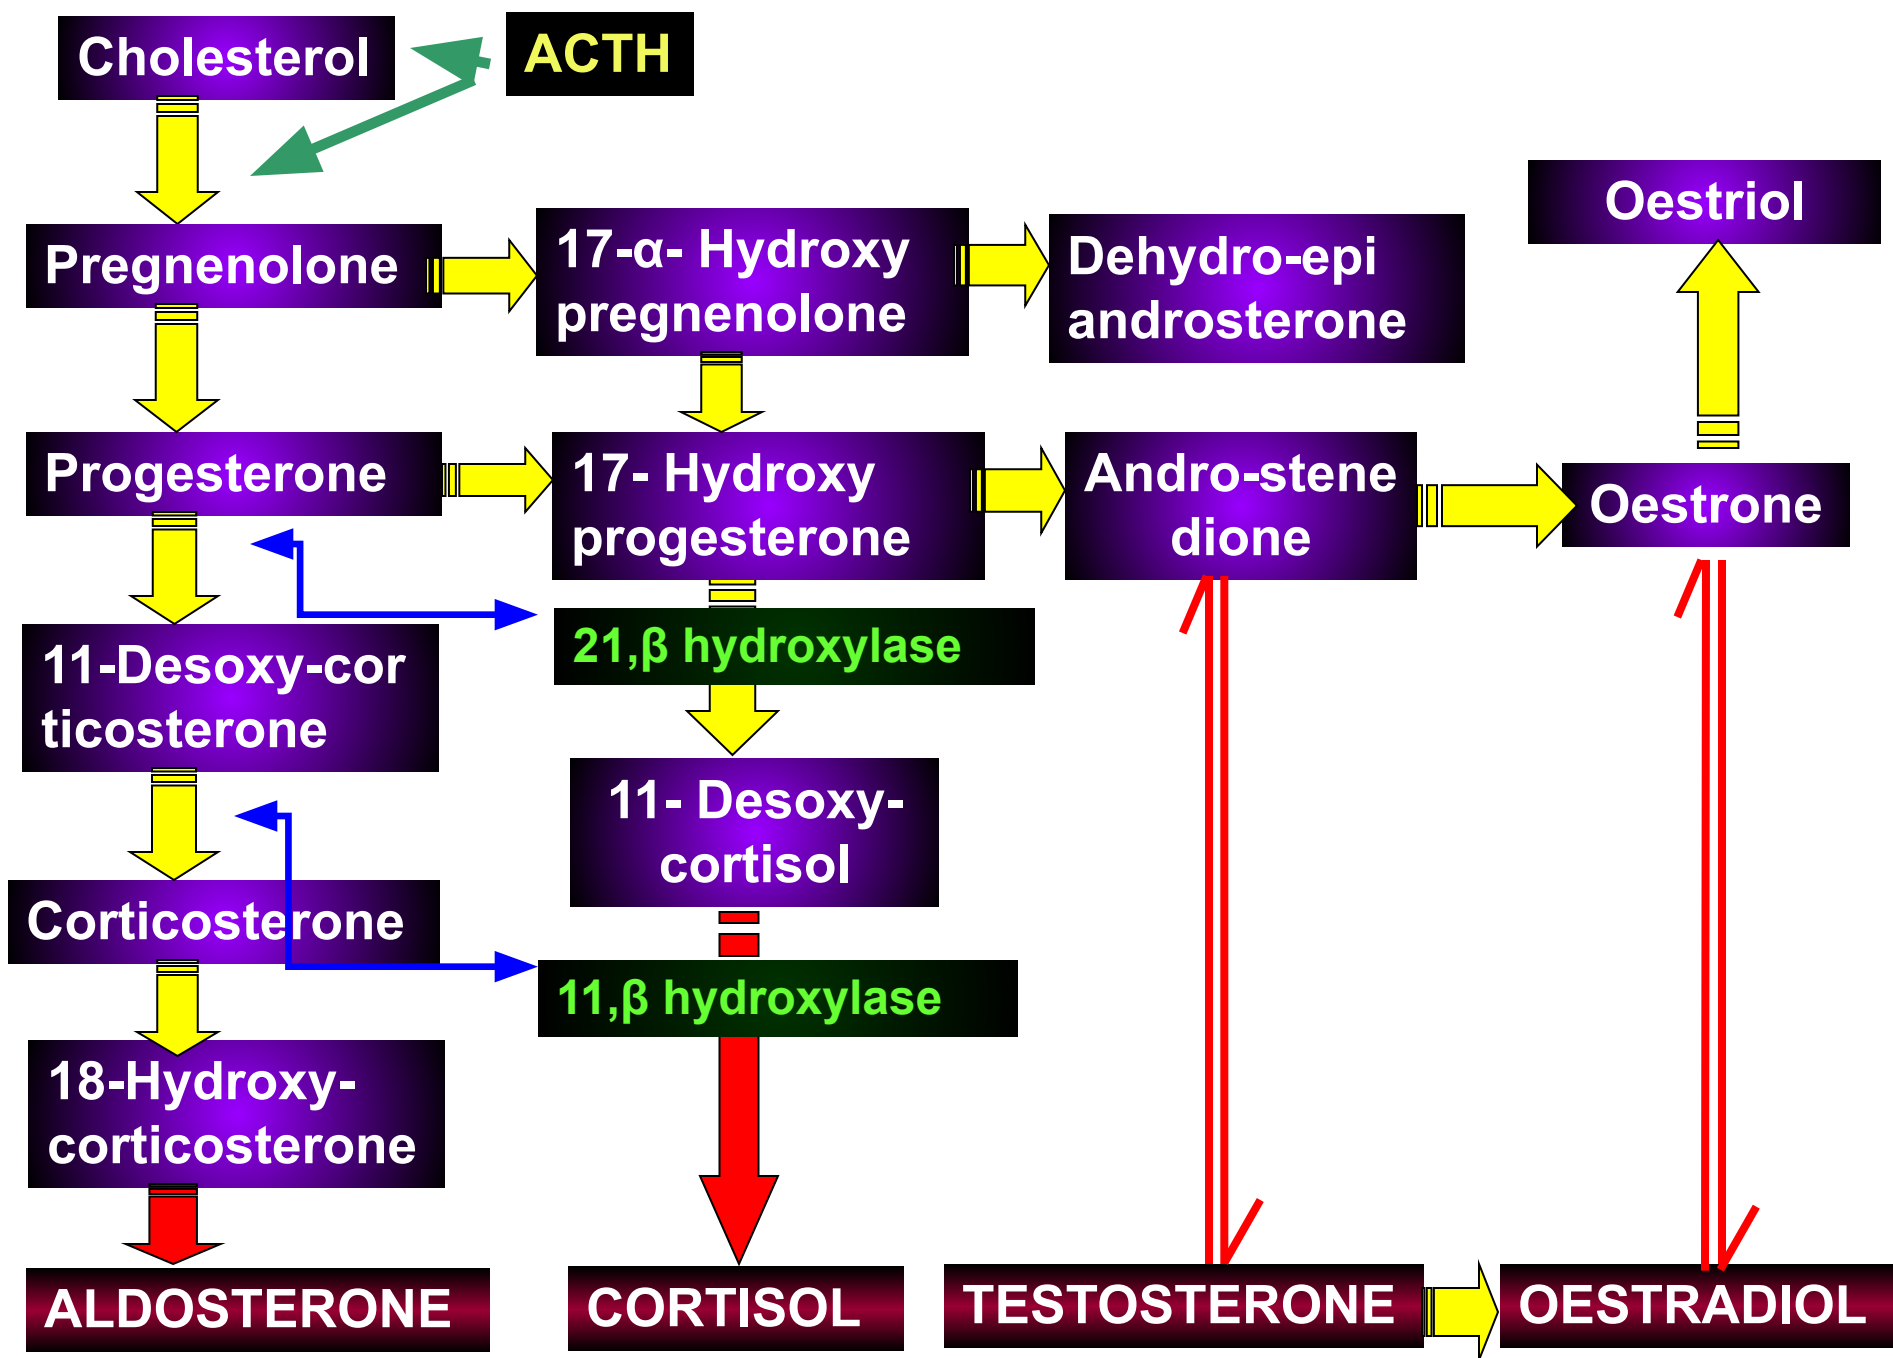 Cholesterol
ACTH
Oestriol
Pregnenolone
17-α- Hydroxy
pregnenolone
Dehydro-epi
androsterone
Progesterone
17- Hydroxy
progesterone
Andro-stene
dione
Oestrone
21,β hydroxylase
11-Desoxy-cor
ticosterone
11- Desoxy-
cortisol
Corticosterone
11,β hydroxylase
18-Hydroxy-
corticosterone
ALDOSTERONE
CORTISOL
TESTOSTERONE
OESTRADIOL